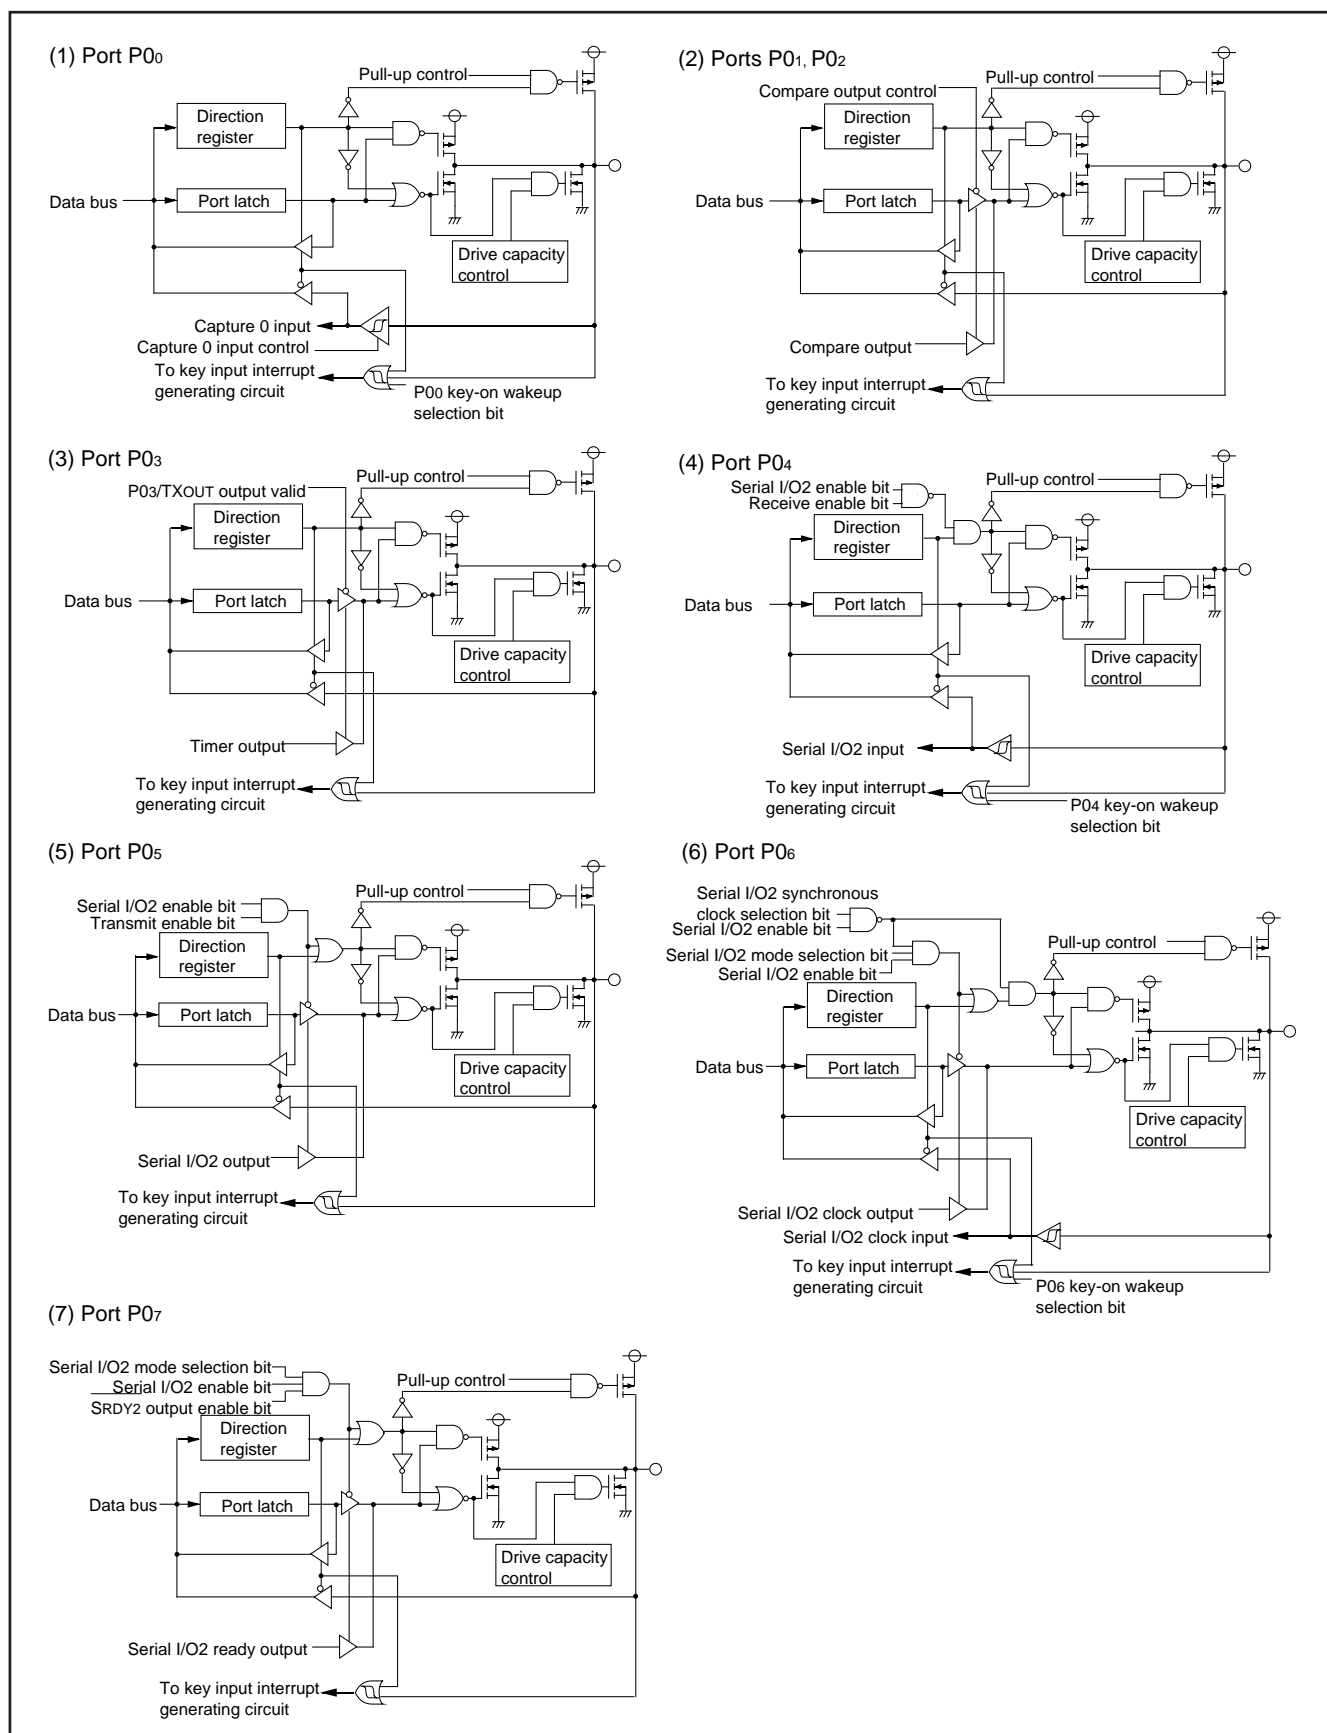 (1) Port P00
Pull-up control
Direction
register
Data bus
Port latch
Drive capacity
control
Capture 0 input
Capture 0 input control
To key input interrupt
generating circuit
P00 key-on wakeup
selection bit
(2) Ports P01, P02
Pull-up control
Compare output control
Direction
register
Data bus
Port latch
Drive capacity
control
Compare output
To key input interrupt
generating circuit
(3) Port P03
Pull-up control
P03/TXOUT output valid
Direction
register
Data bus
Port latch
Drive capacity
control
Timer output
To key input interrupt
generating circuit
(4) Port P04
Pull-up control
Serial I/O2 enable bit
Receive enable bit
Direction
register
Data bus
Port latch
Drive capacity
control
Serial I/O2 input
To key input interrupt
generating circuit
P04 key-on wakeup
selection bit
(5) Port P05
Pull-up control
Serial I/O2 enable bit
Transmit enable bit
Direction
register
Data bus
Port latch
Drive capacity
control
Serial I/O2 output
To key input interrupt
generating circuit
(6) Port P06
Serial I/O2 synchronous
clock selection bit
Serial I/O2 enable bit
Pull-up control
Serial I/O2 mode selection bit
Serial I/O2 enable bit
Direction
register
Data bus
Port latch
Drive capacity
control
Serial I/O2 clock output
Serial I/O2 clock input
To key input interrupt
generating circuit
P06 key-on wakeup
selection bit
(7) Port P07
Serial I/O2 mode selection bit
Serial I/O2 enable bit
SRDY2 output enable bit
Pull-up control
Direction
register
Data bus
Port latch
Drive capacity
control
Serial I/O2 ready output
To key input interrupt
generating circuit